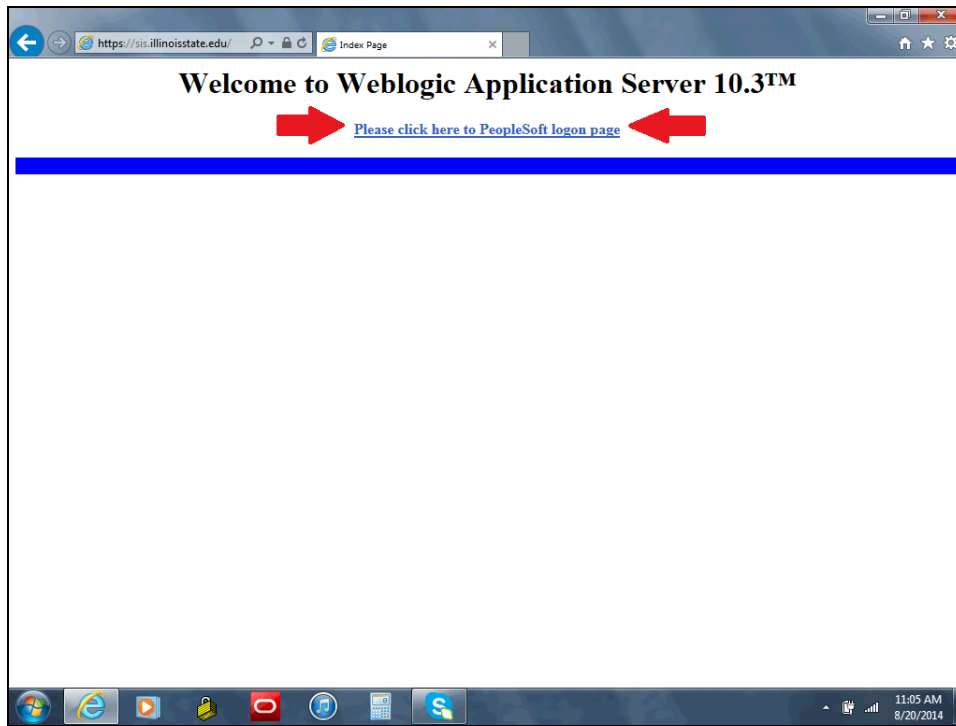 https://sis.illinoisstate.edu/
Index Page
Welcome to Weblogic Application Server 10.3™
Please click here to PeopleSoft logon page
11:05 AM
8/20/2014